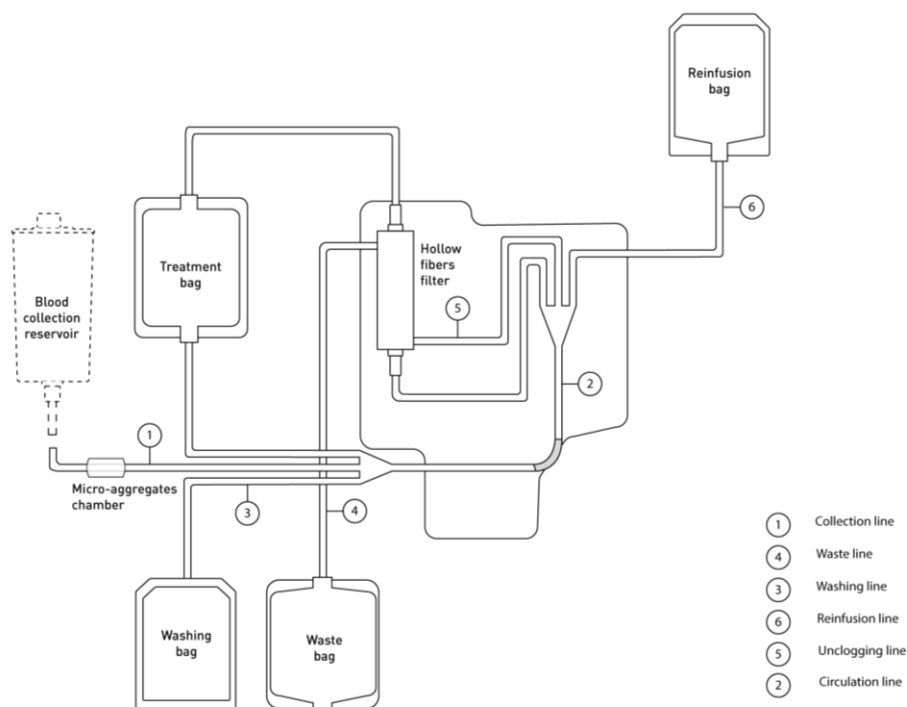 Reinfusion
bag
6
Hollow
fibers
filter
Treatment
bag
Blood
collection
reservoir
5
2
1
Micro-aggregates
chamber
3
4
Washing
bag
Waste
bag
1 Collection line
4 Waste line
3 Washing line
6 Reinfusion line
5 Unclogging line
2 Circulation line